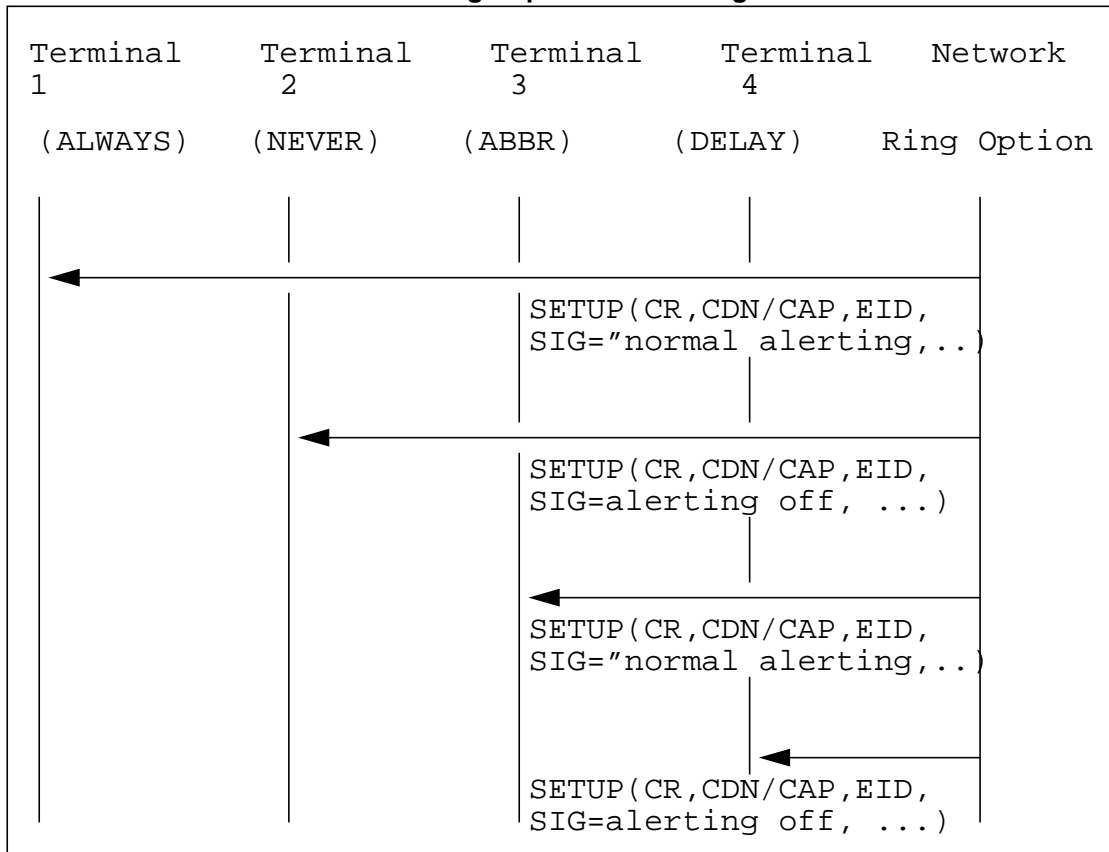 Terminal 1 Terminal 2 Terminal 3 Terminal 4 Network
(ALWAYS) (NEVER) (ABBR) (DELAY) Ring Option
SETUP(CR,CDN/CAP,EID,
SIG="normal alerting,..)
SETUP(CR,CDN/CAP,EID,
SIG=alerting off, ...)
SETUP(CR,CDN/CAP,EID,
SIG="normal alerting,..)
SETUP(CR,CDN/CAP,EID,
SIG=alerting off, ...)